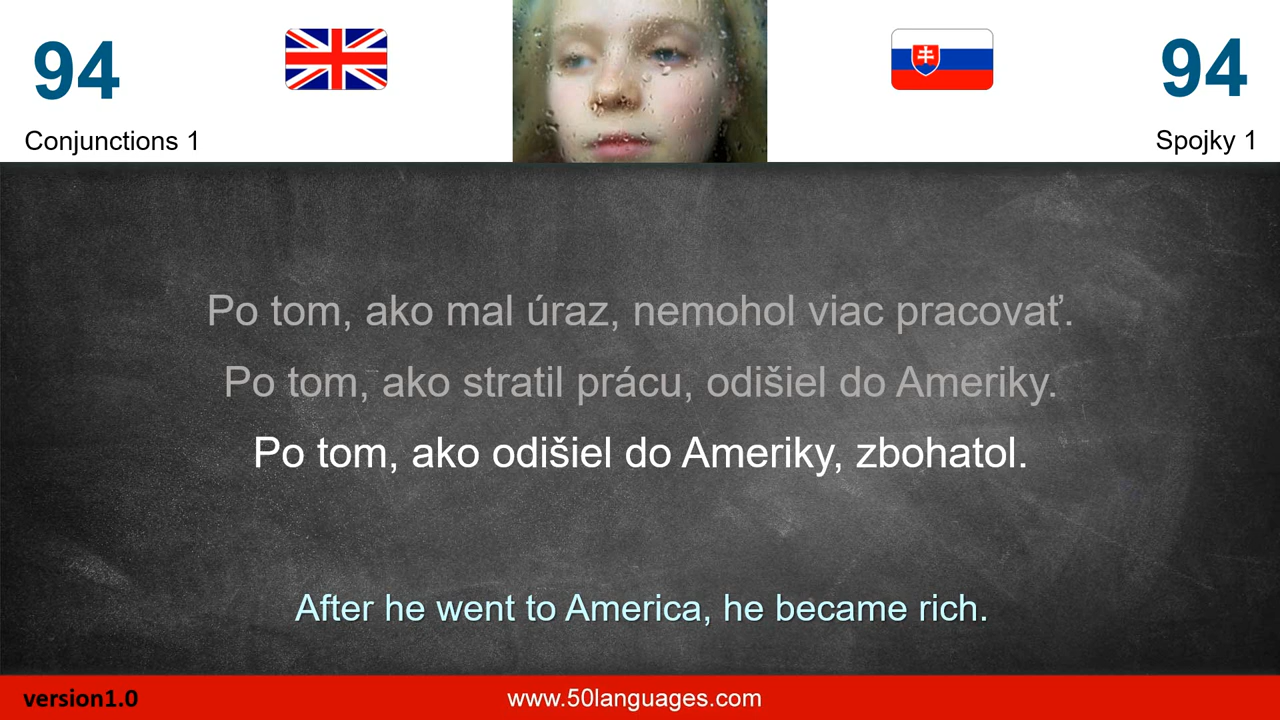 94
94
Conjunctions 1
Spojky 1
Po tom, ako mal úraz, nemohol viac pracovať.
Po tom, ako stratil prácu, odišiel do Ameriky.
Po tom, ako odišiel do Ameriky, zbohatol.
After he went to America, he became rich.
version1.0
www.50languages.com